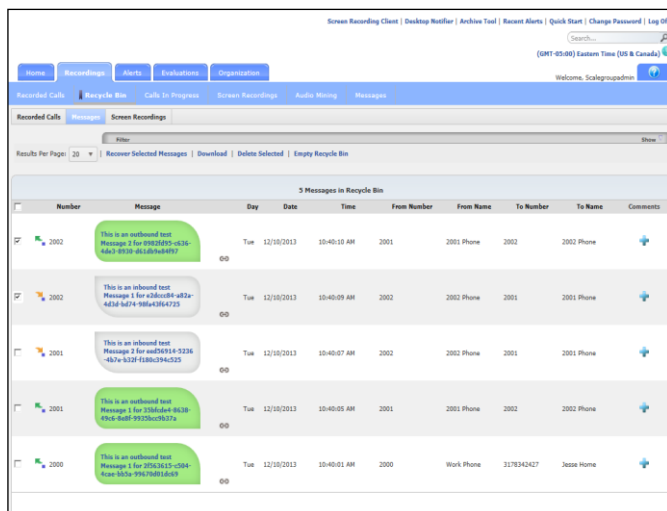 Screen Recording Client | Desktop Notifier | Archive Tool | Recent Alerts | Quick Start | Change Password | Log Of
Search...
(GMT-05:00) Eastern Time (US & Canada)
Home Recordings Alerts Evaluations Organization
Welcome, Scalegroupadmin
Recorded Calls Recycle Bin Calls In Progress Screen Recordings Audio Mining Messages
Recorded Calls Messages Screen Recordings
Filter Show
Results Per Page: 20 | Recover Selected Messages | Download | Delete Selected | Empty Recycle Bin
5 Messages in Recycle Bin
Number Message Day Date Time From Number From Name To Number To Name Comments
This is an outbound test
2002 Message 2 for 0982fd95-c636- Tue 12/10/2013 10:40:10 AM 2001 2001 Phone 2002 2002 Phone
4de3-8930-d61db9e84f97
This is an inbound test
2002 Message 1 for e2dccc84-a82a- Tue 12/10/2013 10:40:09 AM 2002 2002 Phone 2001 2001 Phone
4d3d-bd74-98fa43f64725
This is an inbound test
2001 Message 2 for eed56914-5236 Tue 12/10/2013 10:40:07 AM 2002 2002 Phone 2001 2001 Phone
-4b7e-b32f-f180c394c525
This is an outbound test
2001 Message 1 for 35bfcde4-8638- Tue 12/10/2013 10:40:05 AM 2001 2001 Phone 2002 2002 Phone
49c6-8e8f-9935bcc9b37a
This is an outbound test
2000 Message 1 for 2f563615-c504- Tue 12/10/2013 10:40:01 AM 2000 Work Phone 3178342427 Jesse Home
4cae-bb5a-99670d81dc69